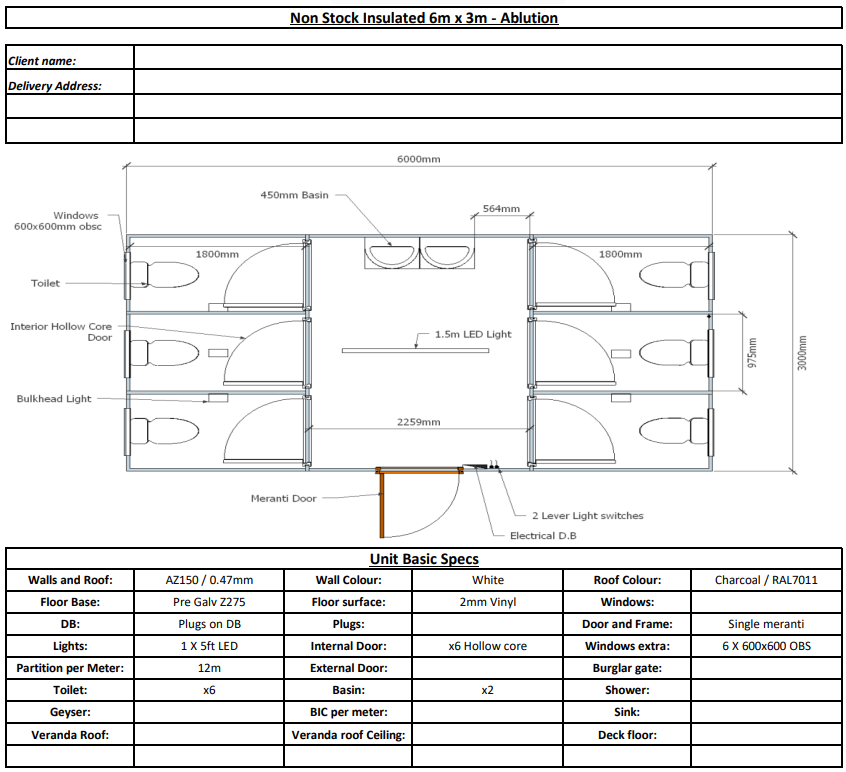 Non Stock Insulated 6m x 3m - Ablution
Client name:
Delivery Address:
6000mm
450mm Basin
564mm
Windows
600x600mm obsc
1800mm
1800mm
Toilet
Interior Hollow Core
Door
1.5m LED Light
975mm
3000mm
Bulkhead Light
2259mm
Meranti Door
2 Lever Light switches
Electrical D.B
Unit Basic Specs
Walls and Roof: AZ150 / 0.47mm Wall Colour: White Roof Colour: Charcoal / RAL7011
Floor Base: Pre Galv Z275 Floor surface: 2mm Vinyl Windows:
DB: Plugs on DB Plugs: Door and Frame: Single meranti
Lights: 1 X 5ft LED Internal Door: x6 Hollow core Windows extra: 6 X 600x600 OBS
Partition per Meter: 12m External Door: Burglar gate:
Toilet: x6 Basin: x2 Shower:
Geyser: BIC per meter: Sink:
Veranda Roof: Veranda roof Ceiling: Deck floor: